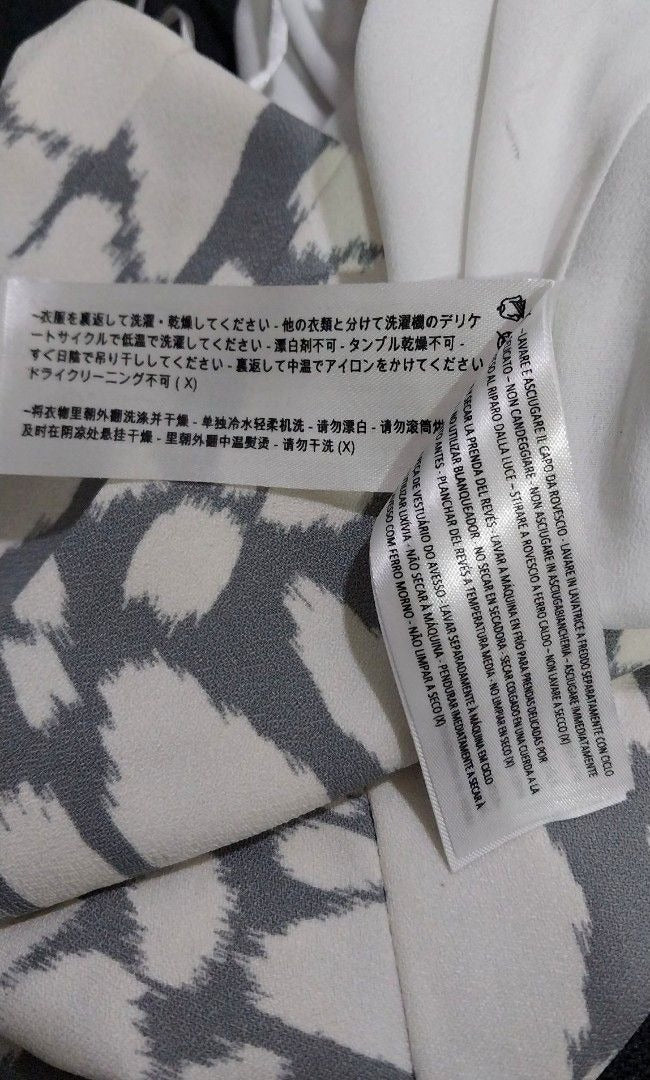 ~衣服を裏返して洗濯・乾燥してください - 他の衣類と分けて洗濯機のデリケ
ートサイクルで低温で洗濯してください - 漂白剤不可 - タンブル乾燥不可 -
すぐ日陰で吊り干ししてください - 裏返して中温でアイロンをかけてください
ドライクリーニング不可 (X)
~将衣物里朝外翻洗涤并干燥 - 单独冷水轻柔机洗 - 请勿漂白 - 请勿滚筒
及时在阴凉处悬挂干燥 - 里朝外翻中温熨烫 - 请勿干洗 (X)
- LAVARE E ASCIUGARE IL CAPO DA ROVESCIO - LAVARE IN LAVATRICE A FREDDO SEPARATAMENTE CON CICLO
DELICATO – NON CANDEGGIARE - NON ASCIUGARE IN ASCIUGABIANCHERIA - ASCIUGARE IMMEDIATAMENTE
AL RIPARO DALLA LUCE – STIRARE A ROVESCIO A FERRO CALDO – NON LAVARE A SECCO (X)
SECAR LA PRENDA DEL REVÉS - LAVAR A MÁQUINA EN FRÍO PARA PRENDAS DELICADAS POR
NO UTILIZAR BLANQUEADOR - NO SECAR EN SECADORA - SECAR COLGADO EN UNA CUERDA A LA
ANTES - PLANCHAR DEL REVÉS A TEMPERATURA MEDIA - NO LIMPAR EN SECO (X)
DE VESTUÁRIO DO AVESSO - LAVAR SEPARADAMENTE À MÁQUINA EM CICLO
LIXÍVIA - NÃO SECAR À MÁQUINA - PENDURAR IMEDIATAMENTE A SECAR À
COM FERRO MORNO - NÃO LIMPAR A SECO (X)